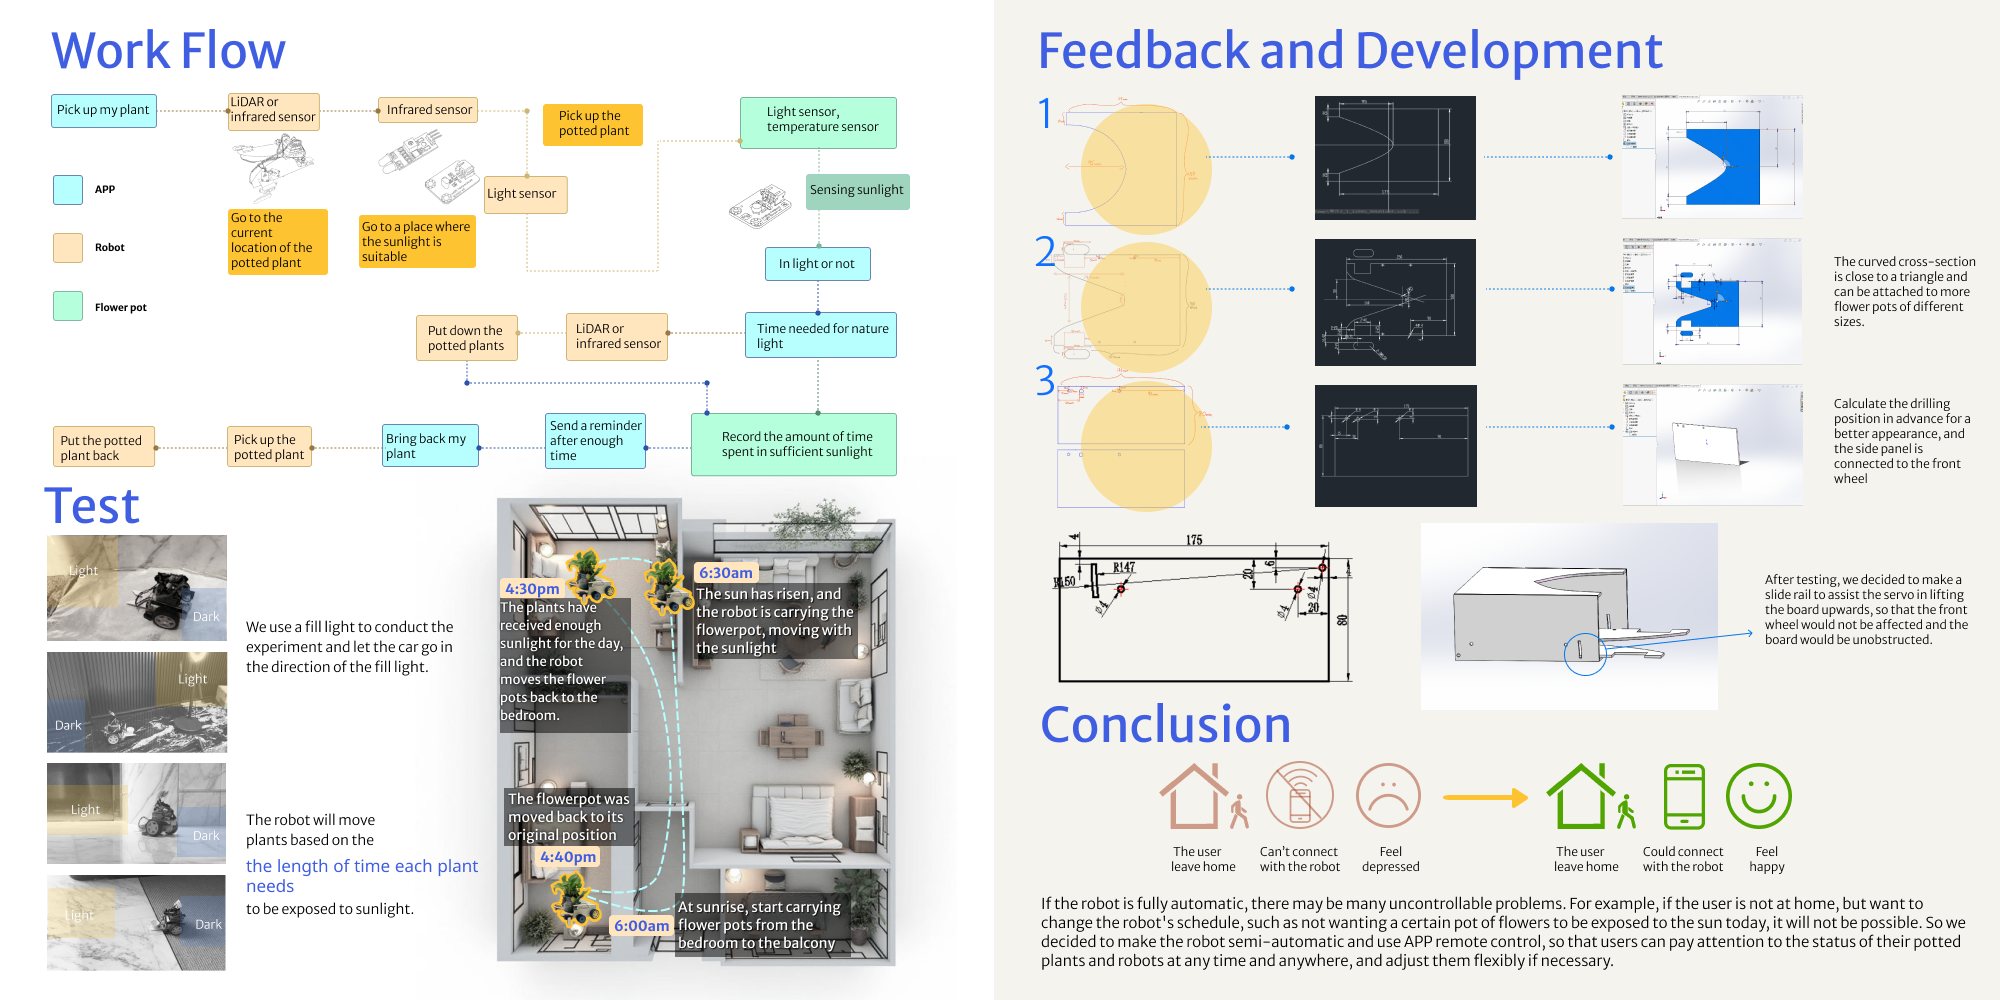 Work Flow
Pick up my plant
LiDAR or
infrared sensor
Infrared sensor
Pick up the
potted plant
Light sensor,
temperature sensor
APP
Robot
Flower pot
Light sensor
Sensing sunlight
Go to the
current
location of the
potted plant
Go to a place where
the sunlight is
suitable
In light or not
Put down the
potted plants
LiDAR or
infrared sensor
Time needed for nature
light
Put the potted
plant back
Pick up the
potted plant
Bring back my
plant
Send a reminder
after enough
time
Record the amount of time
spent in sufficient sunlight
Test
Light
Dark
Light
Dark
Light
Dark
Light
Dark
We use a fill light to conduct the
experiment and let the car go in
the direction of the fill light.
The robot will move
plants based on the
the length of time each plant
needs
to be exposed to sunlight.
4:30pm
The plants have
received enough
sunlight for the day,
and the robot
moves the flower
pots back to the
bedroom.
6:30am
The sun has risen, and
the robot is carrying the
flowerpot, moving with
the sunlight
The flowerpot was
moved back to its
original position
4:40pm
6:00am
At sunrise, start carrying
flower pots from the
bedroom to the balcony
Feedback and Development
1
2
3
The curved cross-section
is close to a triangle and
can be attached to more
flower pots of different
sizes.
Calculate the drilling
position in advance for a
better appearance, and
the side panel is
connected to the front
wheel
175
4
R150
R147
20
6
4
Ø4
Ø4
Ø4
20
80
After testing, we decided to make a
slide rail to assist the servo in lifting
the board upwards, so that the front
wheel would not be affected and the
board would be unobstructed.
Conclusion
The user
leave home
Can't connect
with the robot
Feel
depressed
The user
leave home
Could connect
with the robot
Feel
happy
If the robot is fully automatic, there may be many uncontrollable problems. For example, if the user is not at home, but want to
change the robot's schedule, such as not wanting a certain pot of flowers to be exposed to the sun today, it will not be possible. So we
decided to make the robot semi-automatic and use APP remote control, so that users can pay attention to the status of their potted
plants and robots at any time and anywhere, and adjust them flexibly if necessary.